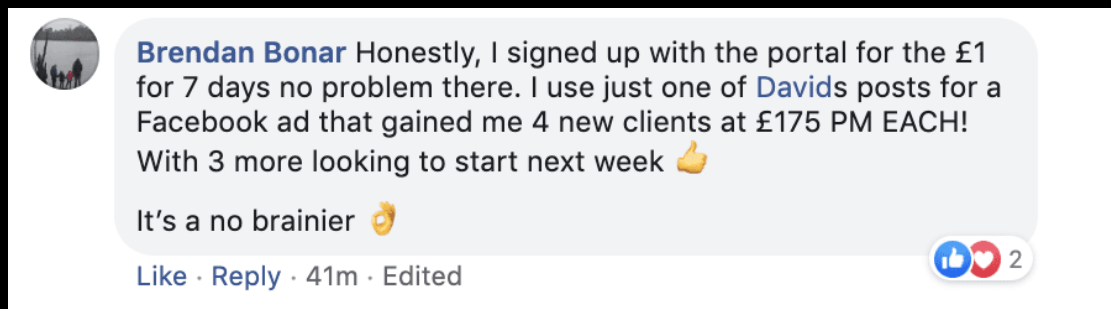 Brendan Bonar Honestly, I signed up with the portal for the £1
for 7 days no problem there. I use just one of Davids posts for a
Facebook ad that gained me 4 new clients at £175 PM EACH!
With 3 more looking to start next week 👍
It's a no brainier 👌
2
Like · Reply · 41m · Edited